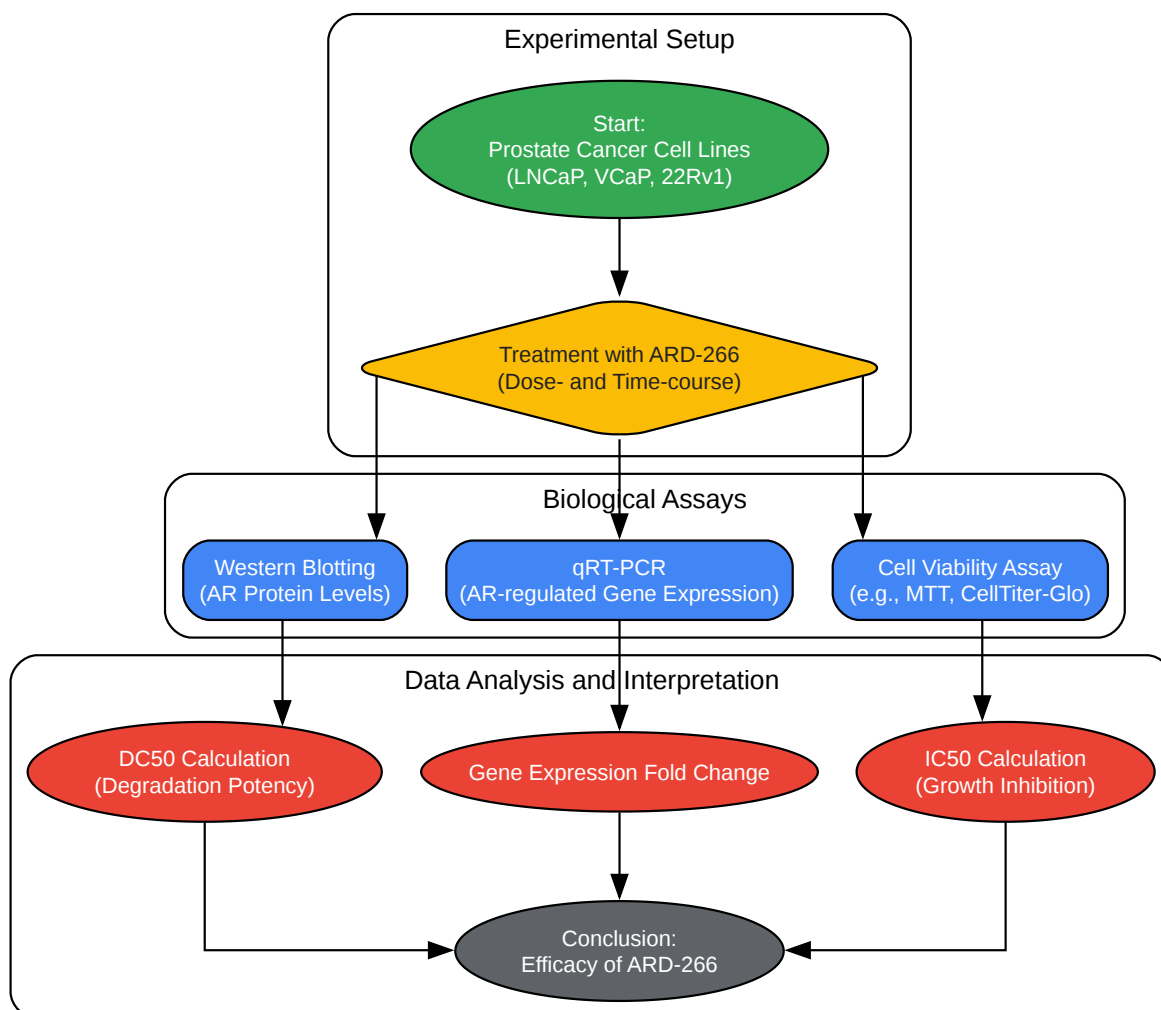 Experimental Setup
Start:
Prostate Cancer Cell Lines
(LNCaP, VCaP, 22Rv1)
Treatment with ARD-266
(Dose- and Time-course)
Biological Assays
Western Blotting
(AR Protein Levels)
qRT-PCR
(AR-regulated Gene Expression)
Cell Viability Assay
(e.g., MTT, CellTiter-Glo)
Data Analysis and Interpretation
DC50 Calculation
(Degradation Potency)
Gene Expression Fold Change
IC50 Calculation
(Growth Inhibition)
Conclusion:
Efficacy of ARD-266